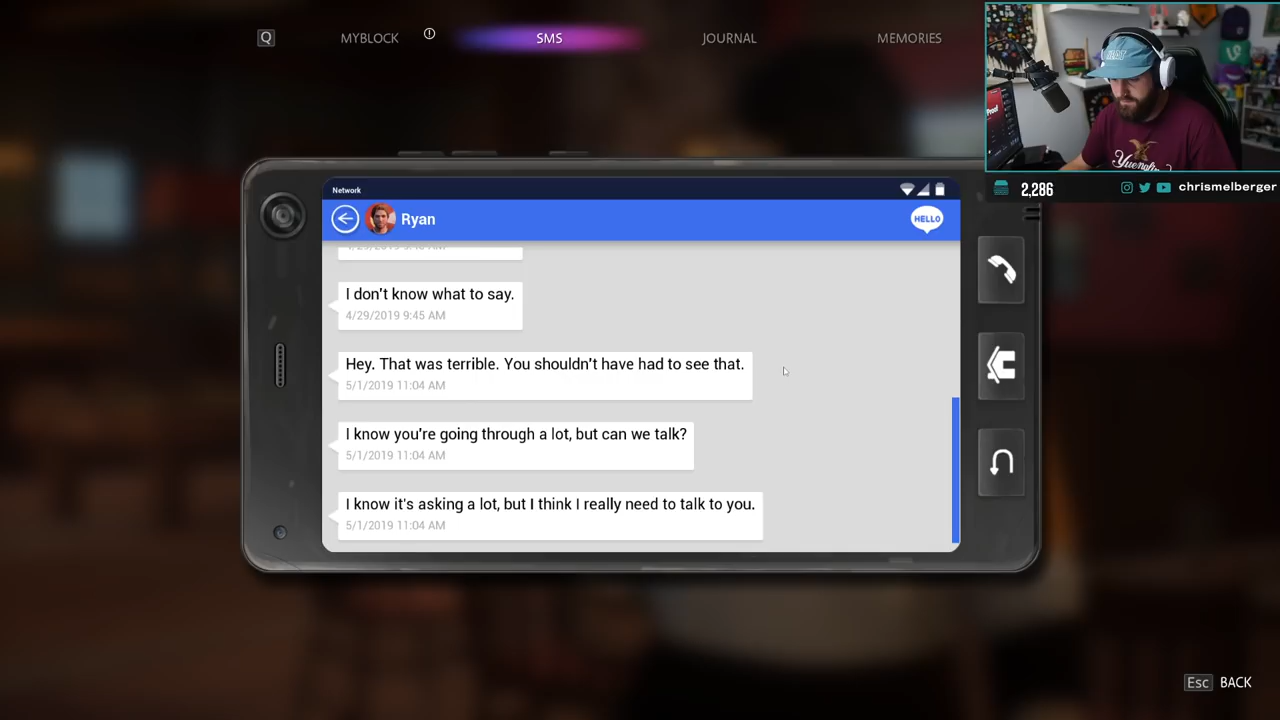 Q
MYBLOCK
SMS
JOURNAL
MEMORIES
2,286
chrismelberger
Network
Ryan
HELLO
I don't know what to say.
4/29/2019 9:45 AM
Hey. That was terrible. You shouldn't have had to see that.
5/1/2019 11:04 AM
I know you're going through a lot, but can we talk?
5/1/2019 11:04 AM
I know it's asking a lot, but I think I really need to talk to you.
5/1/2019 11:04 AM
Esc BACK